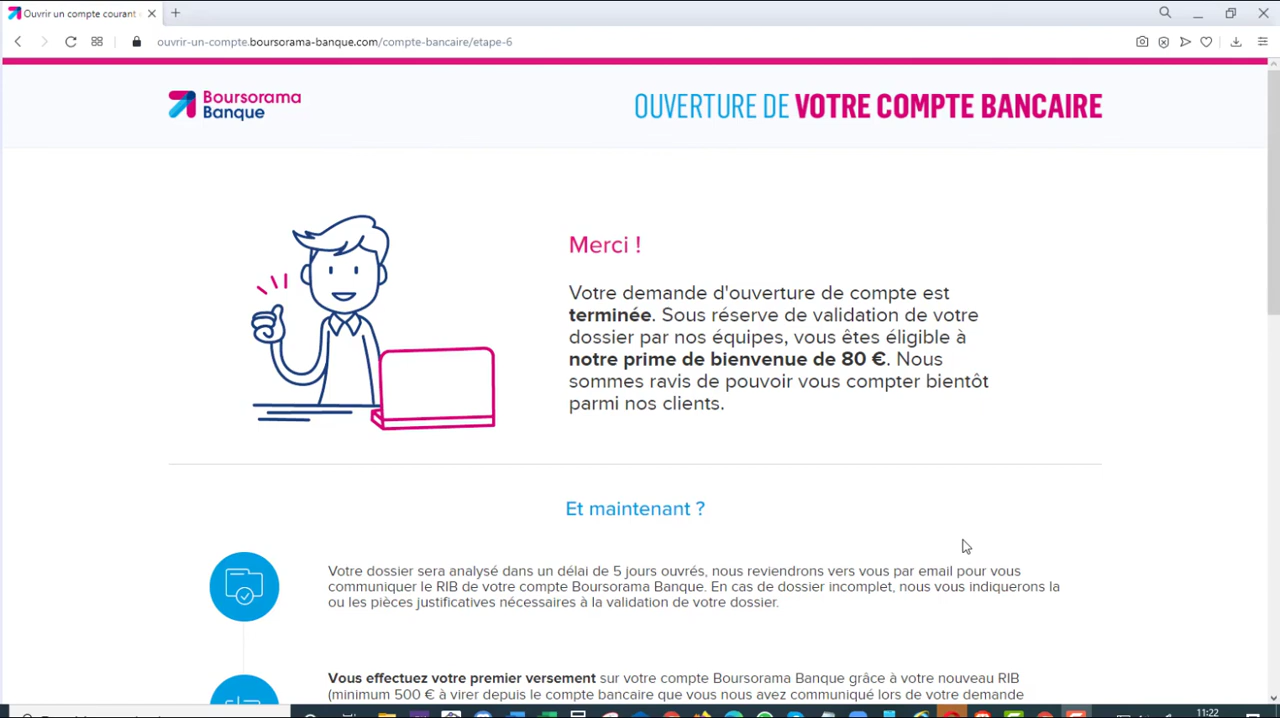 Ouvrir un compte courant
ouvrir-un-compte.boursorama-banque.com/compte-bancaire/etape-6
Boursorama
Banque
OUVERTURE DE VOTRE COMPTE BANCAIRE
Merci !
Votre demande d'ouverture de compte est
terminée. Sous réserve de validation de votre
dossier par nos équipes, vous êtes éligible à
notre prime de bienvenue de 80 €. Nous
sommes ravis de pouvoir vous compter bientôt
parmi nos clients.
Et maintenant ?
Votre dossier sera analysé dans un délai de 5 jours ouvrés, nous reviendrons vers vous par email pour vous
communiquer le RIB de votre compte Boursorama Banque. En cas de dossier incomplet, nous vous indiquerons la
ou les pièces justificatives nécessaires à la validation de votre dossier.
Vous effectuez votre premier versement sur votre compte Boursorama Banque grâce à votre nouveau RIB
(minimum 500 € à virer depuis le compte bancaire que vous nous avez communiqué lors de votre demande
11:22